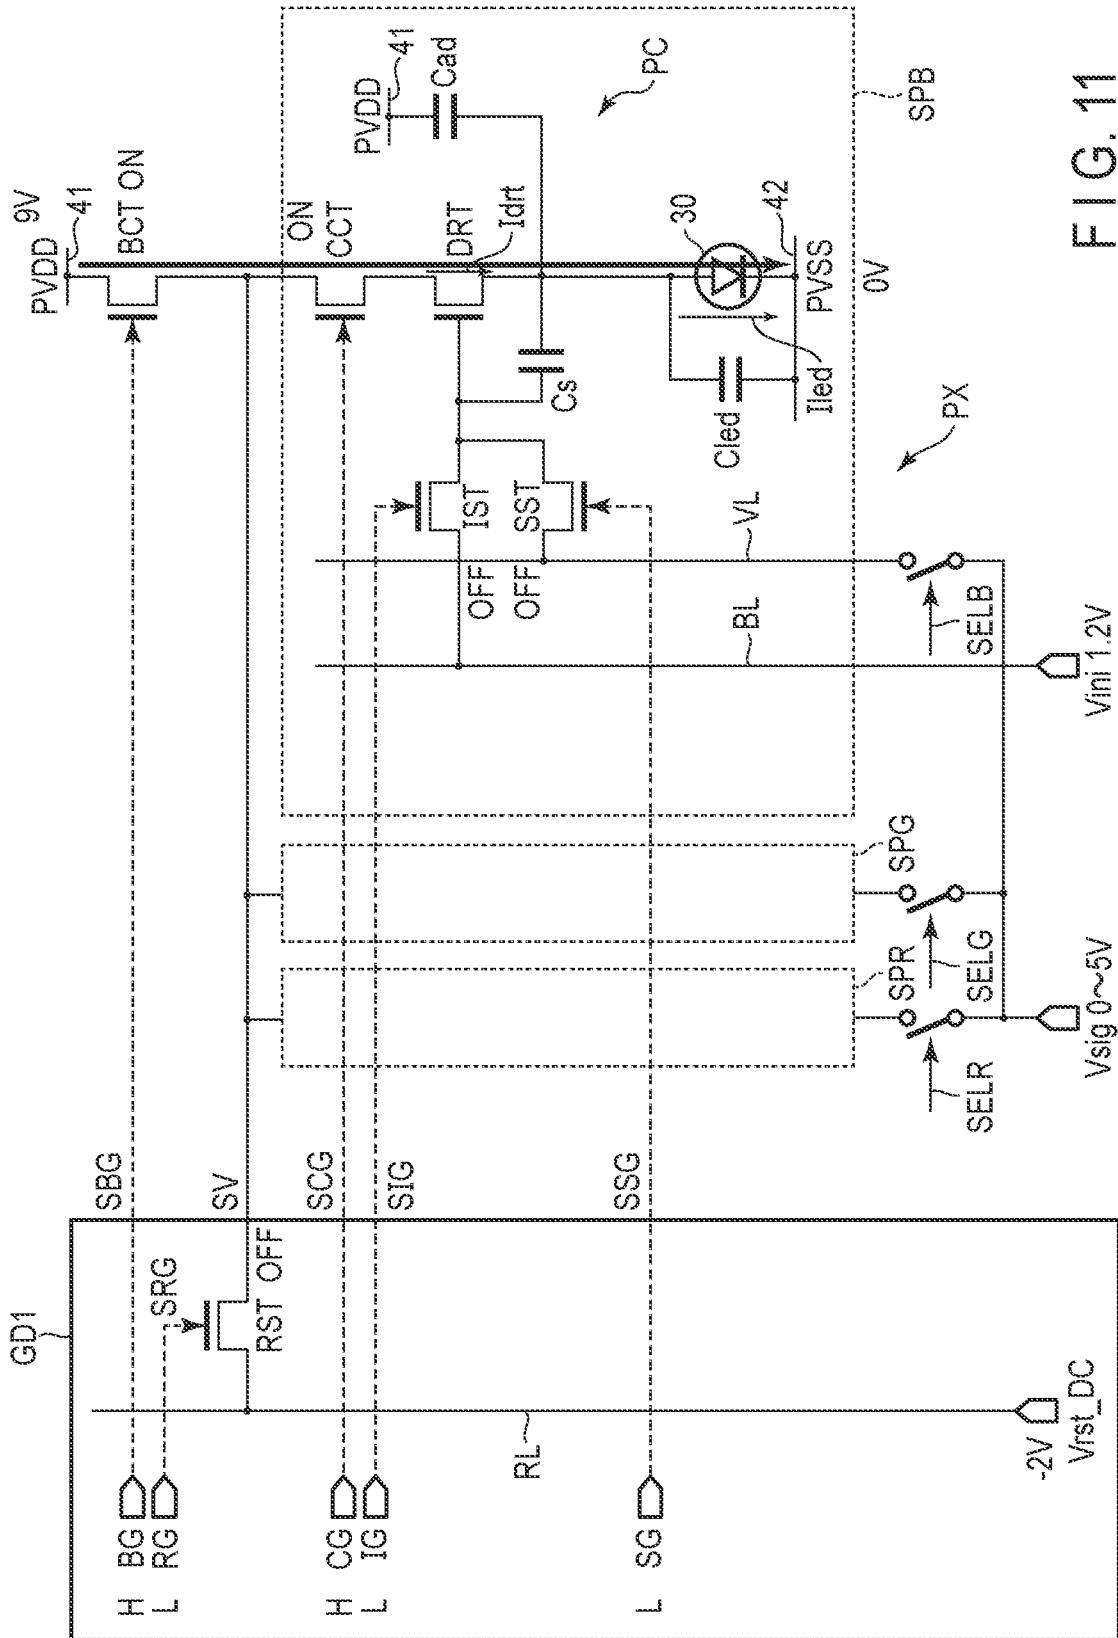 GD1
H BG
L RG
H CG
L IG
L SG
SRG
RST OFF
RL
-2V
Vrst_DC
SBG
SV
SCG
SIG
SSG
SPR
SPG
SELR
SELG
SELB
Vsig 0～5V
Vini 1.2V
BL
VL
OFF
OFF
IST
SST
PX
Cs
Cled
Iled
PVDD 9V
41
BCT ON
ON
CCT
DRT
Idrt
30
42
PVSS
0V
PVDD
41
Cad
PC
SPB
FIG. 11